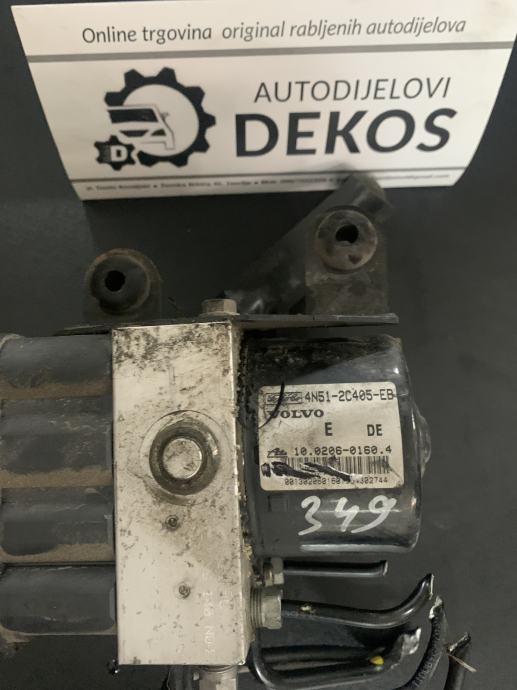 Online trgovina original rabljenih autodijelova
AUTODIJELOVI
DEKOS
D
4N51-2C405-EB
VOLVO
E DE
10.0206-0160.4
349